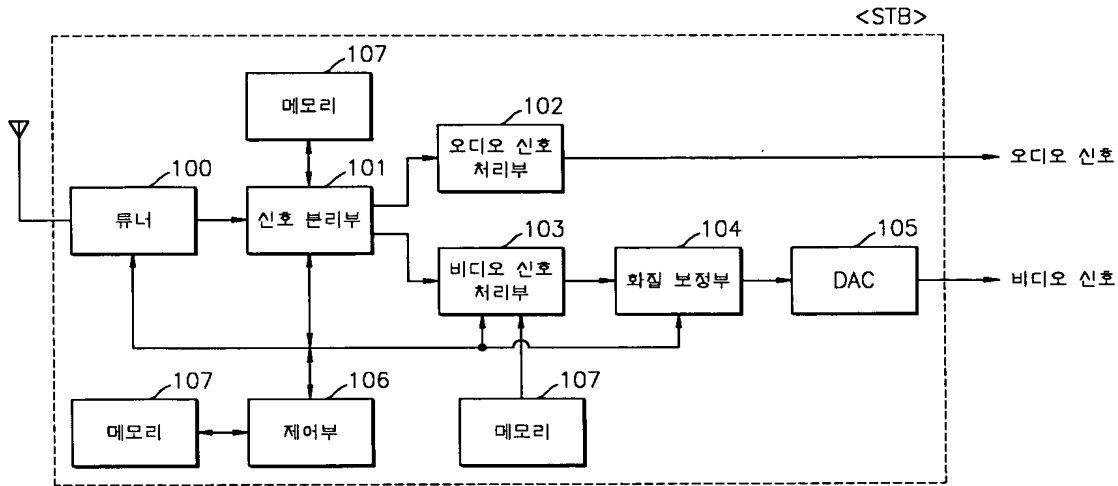 <STB>
107
메모리
102
오디오 신호
처리부
오디오 신호
100
튜너
101
신호 분리부
103
비디오 신호
처리부
104
화질 보정부
105
DAC
비디오 신호
107
메모리
106
제어부
107
메모리